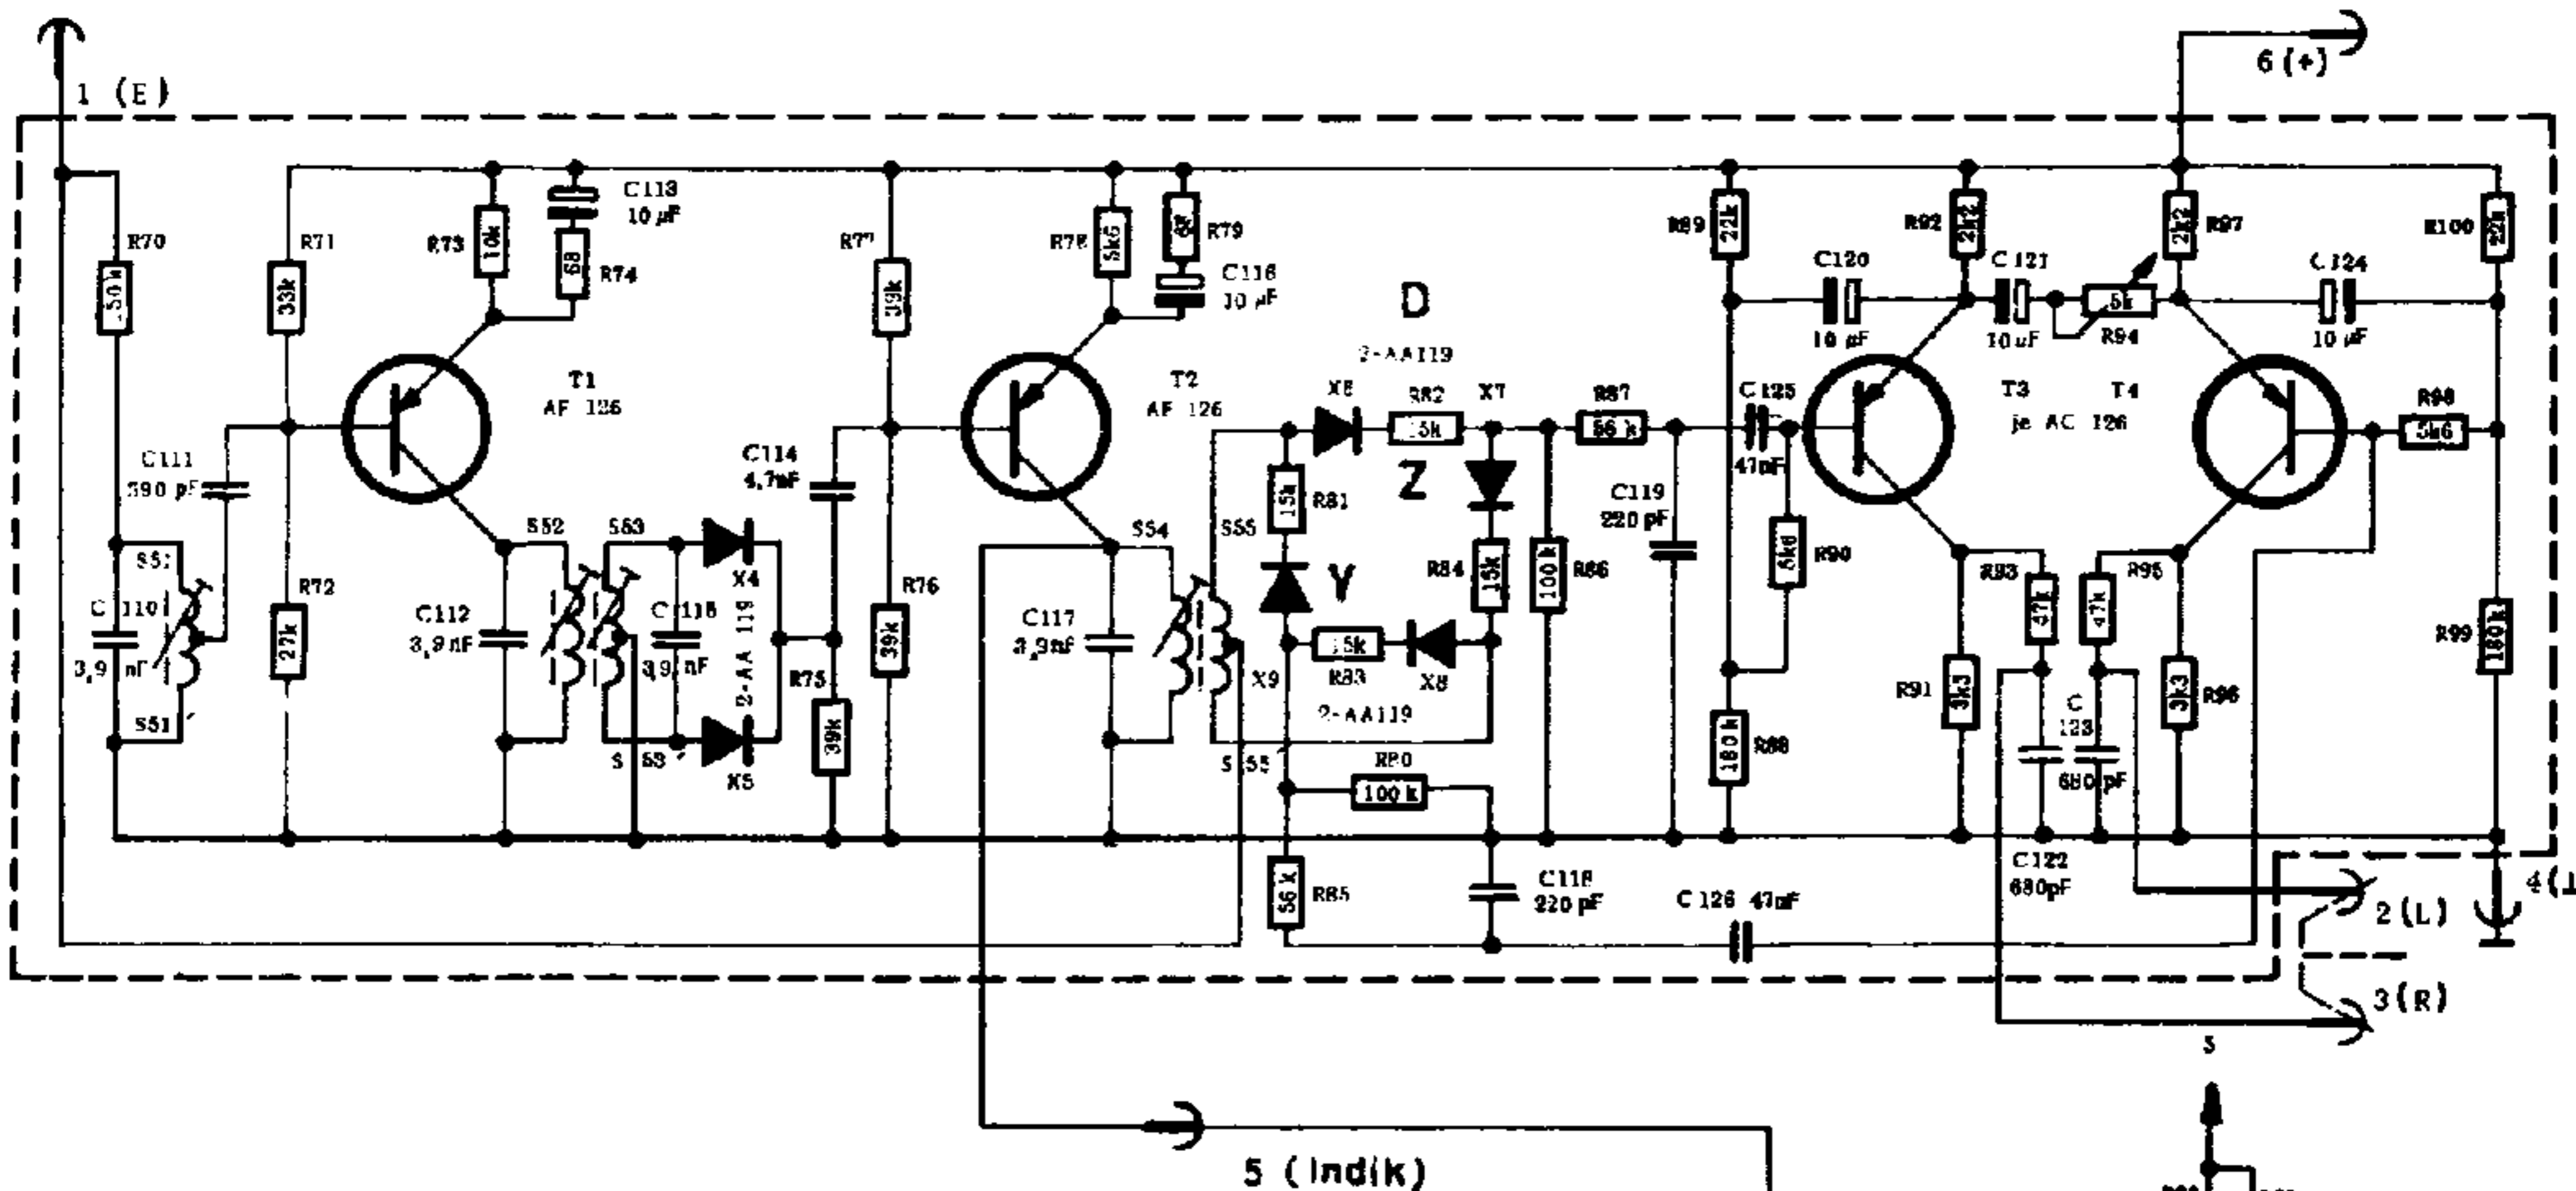 1 (E)
6 (+)
R70
R71
33k
R73
10k
C113
10 µF
68
R74
R77
39k
R78
5k6
68
R79
C116
10 µF
D
2-AA119
R89
22k
R92
2k2
2k2
R97
R100
22k
C120
10 µF
C121
10 µF
5k
R94
C124
10 µF
T1
AF 126
T2
AF 126
X6
R82
15k
X7
R87
56 k
C125
47nF
T3
T4
je AC 126
R98
5k6
C111
390 pF
C114
4,7nF
Z
15k
R81
C119
220 pF
S51
S52
S53
S54
S55
5k6
R90
C 110
3,9 nF
R72
27k
C112
3,9nF
C 115
3,9 nF
X4
2-AA 119
R76
39k
C117
3,9nF
Y
R84
15k
100 k
R86
R93
47k
R95
47k
R99
180 k
R75
39k
X9
15k
R83
X8
2-AA119
R91
3k3
3k3
R96
S51 '
S 53 '
X5
S 55 '
R80
100 k
180 k
R88
C
123
680 pF
56 k
R85
C118
220 pF
C 126 47nF
C122
680pF
2 (L)
4 (
3 (R)
5 (Indik)